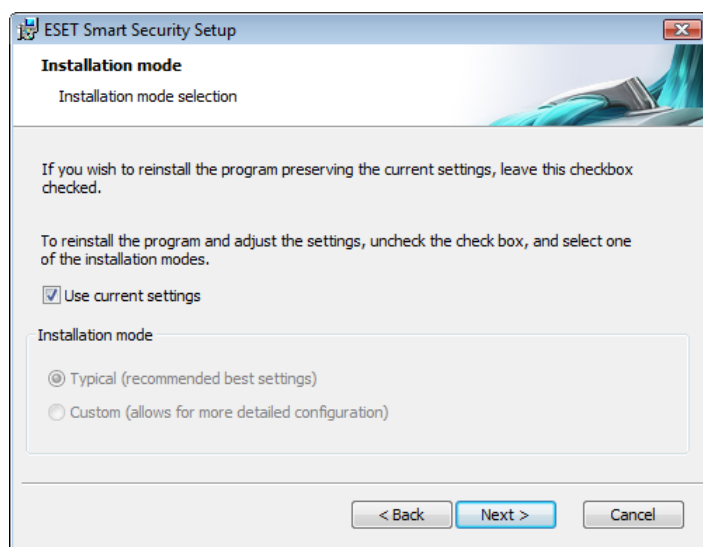 ESET Smart Security Setup
Installation mode
Installation mode selection
If you wish to reinstall the program preserving the current settings, leave this checkbox
checked.
To reinstall the program and adjust the settings, uncheck the check box, and select one
of the installation modes.
Use current settings
Installation mode
Typical (recommended best settings)
Custom (allows for more detailed configuration)
< Back
Next >
Cancel